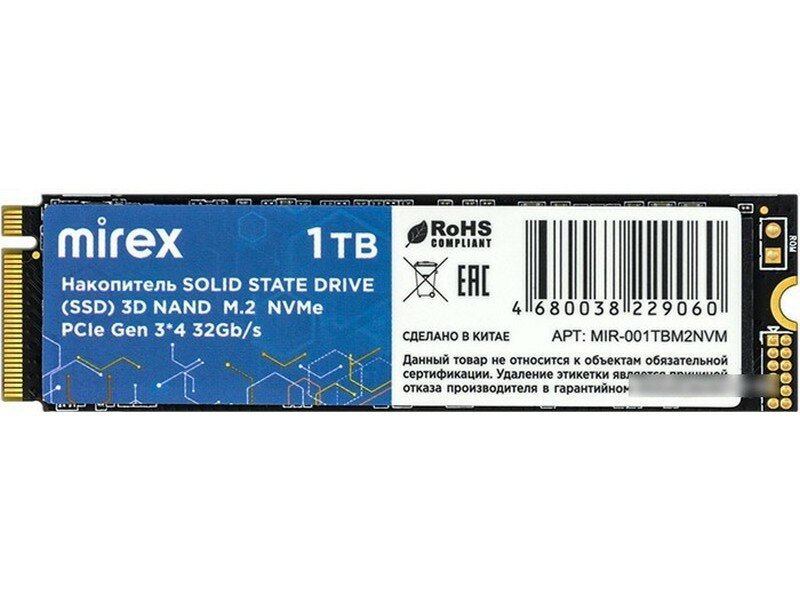 mirex
1TB
Накопитель SOLID STATE DRIVE
(SSD) 3D NAND M.2 NVMe
PCIe Gen 3*4 32Gb/s
RoHS
COMPLIANT
EAC
4 680038 229060
СДЕЛАНО В КИТАЕ
АРТ: MIR-001TBM2NVM
Данный товар не относится к объектам обязательной
сертификации. Удаление этикетки является причиной
отказа производителя в гарантийном
ROM